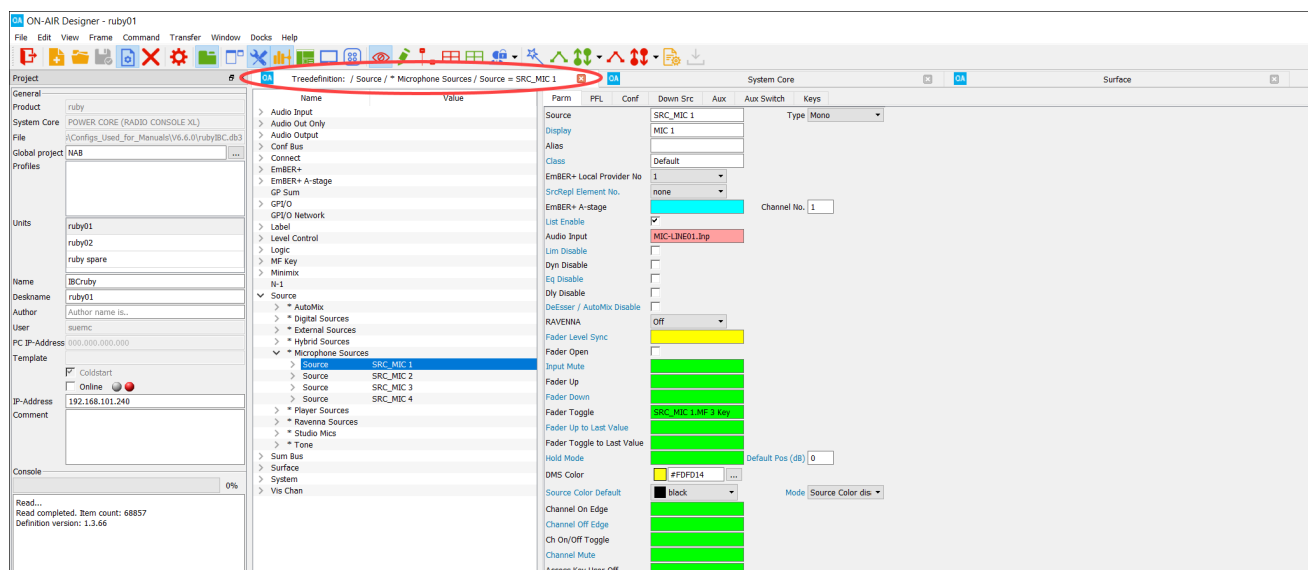 OA ON-AIR Designer - ruby01
File Edit View Frame Command Transfer Window Docks Help
Project
OA Treedefinition: / Source / * Microphone Sources / Source = SRC_MIC 1
OA System Core
OA Surface
General
Product ruby
System Core POWER CORE (RADIO CONSOLE XL)
File \Configs_Used_for_Manuals\V6.6.0\rubyIBC.db3
Global project NAB ...
Profiles
Units ruby01
ruby02
ruby spare
Name IBCruby
Deskname ruby01
Author Author name is..
User suemc
PC IP-Address 000.000.000.000
Template
Coldstart
Online
IP-Address 192.168.101.240
Comment
Console
0%
Read...
Read completed. Item count: 68857
Definition version: 1.3.66
Name Value
Audio Input
Audio Out Only
Audio Output
Conf Bus
Connect
EmBER+
EmBER+ A-stage
GP Sum
GPI/O
GPI/O Network
Label
Level Control
Logic
MF Key
Minimix
N-1
Source
* AutoMix
* Digital Sources
* External Sources
* Hybrid Sources
* Microphone Sources
Source SRC_MIC 1
Source SRC_MIC 2
Source SRC_MIC 3
Source SRC_MIC 4
* Player Sources
* Ravenna Sources
* Studio Mics
* Tone
Sum Bus
Surface
System
Vis Chan
Parm PFL Conf Down Src Aux Aux Switch Keys
Source SRC_MIC 1 Type Mono
Display MIC 1
Alias
Class Default
EmBER+ Local Provider No 1
SrcRepl Element No. none
EmBER+ A-stage Channel No. 1
List Enable
Audio Input MIC-LINE01.Inp
Lim Disable
Dyn Disable
Eq Disable
Dly Disable
DeEsser / AutoMix Disable
RAVENNA Off
Fader Level Sync
Fader Open
Input Mute
Fader Up
Fader Down
Fader Toggle SRC_MIC 1.MF 3 Key
Fader Up to Last Value
Fader Toggle to Last Value
Hold Mode Default Pos (dB) 0
DMS Color #FDFD14 ...
Source Color Default black Mode Source Color dis
Channel On Edge
Channel Off Edge
Ch On/Off Toggle
Channel Mute
Access Key User Off